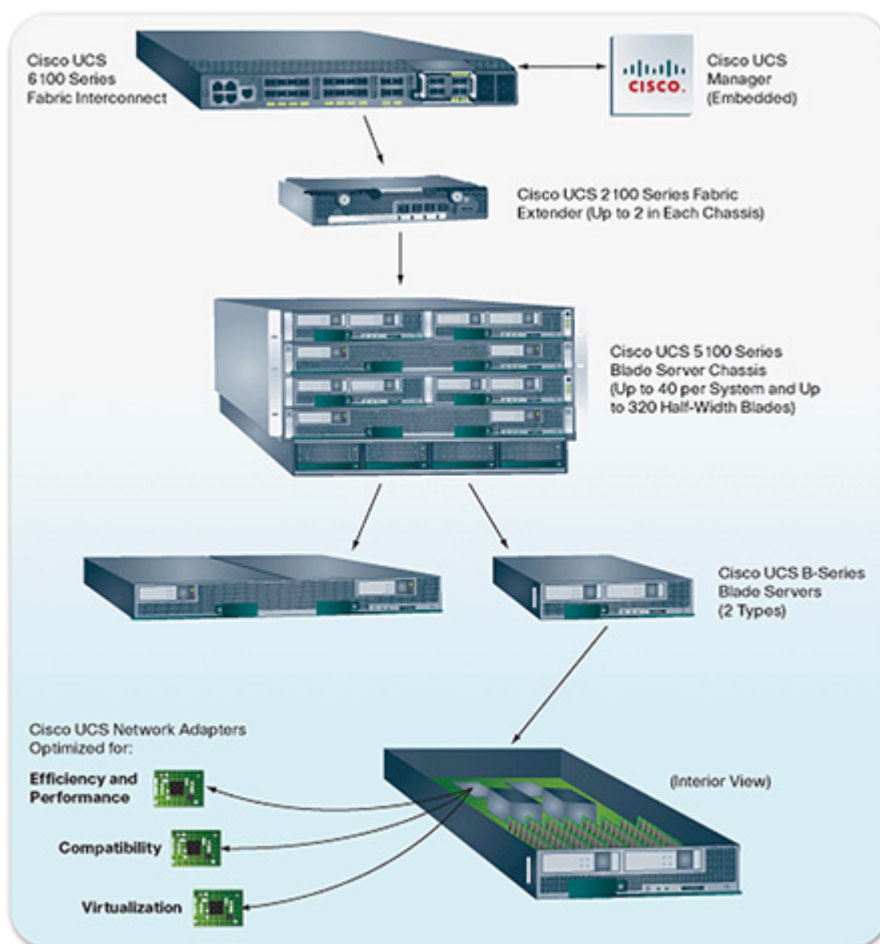 Cisco UCS
6100 Series
Fabric Interconnect
CISCO.
Cisco UCS
Manager
(Embedded)
Cisco UCS 2100 Series Fabric
Extender (Up to 2 in Each Chassis)
Cisco UCS 5100 Series
Blade Server Chassis
(Up to 40 per System and Up
to 320 Half-Width Blades)
Cisco UCS B-Series
Blade Servers
(2 Types)
Cisco UCS Network Adapters
Optimized for:
Efficiency and
Performance
Compatibility
Virtualization
(Interior View)